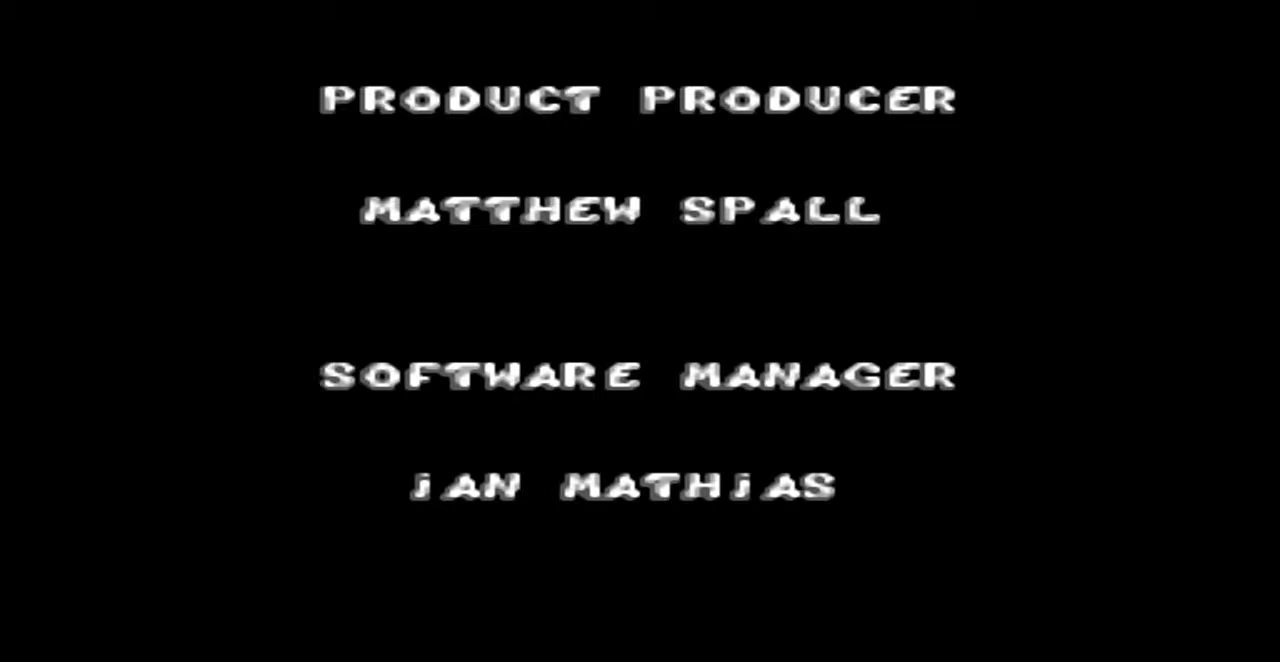 PRODUCT PRODUCER
MATTHEW SPALL
SOFTWARE MANAGER
iAN MATHiAS